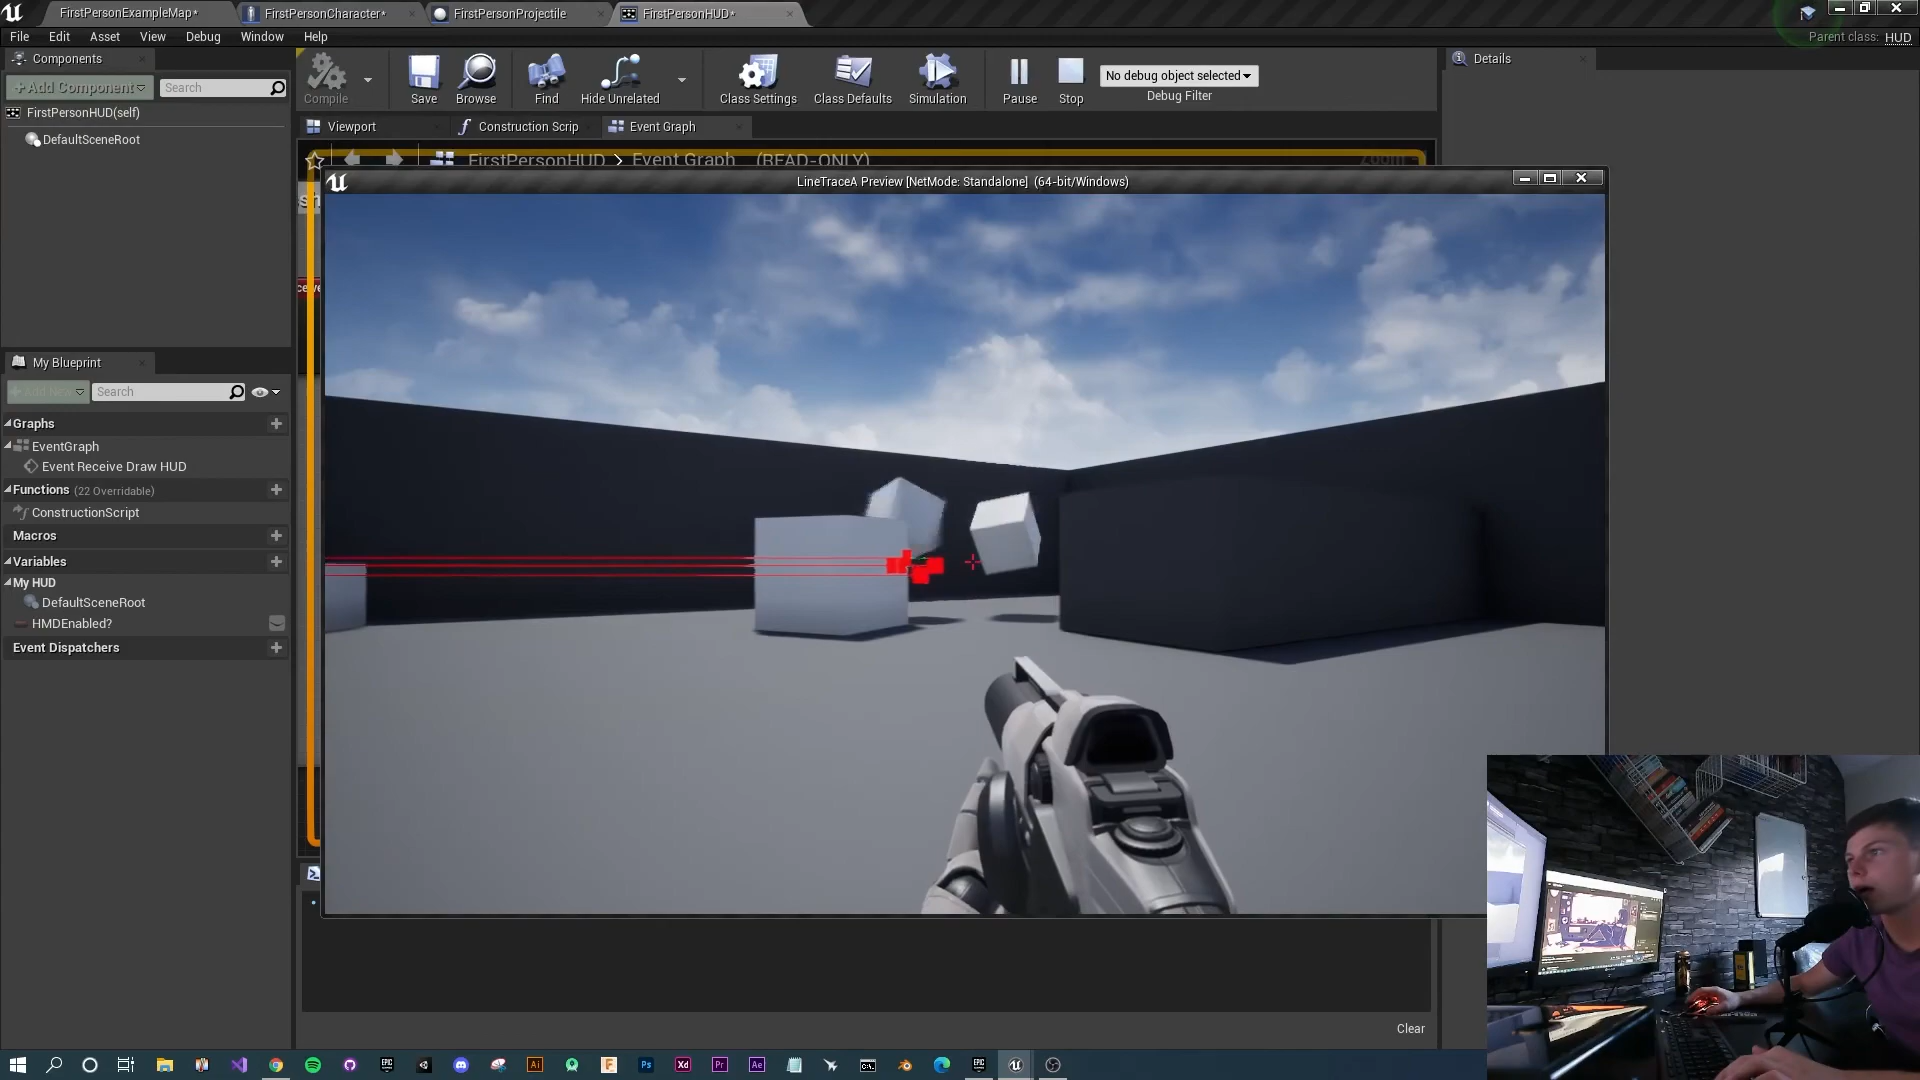 FirstPersonExampleMap*
FirstPersonCharacter*
FirstPersonProjectile
FirstPersonHUD*
File
Edit
Asset
View
Debug
Window
Help
Parent class: HUD
Components
+Add Component
Search
FirstPersonHUD(self)
DefaultSceneRoot
Compile
Save
Browse
Find
Hide Unrelated
Class Settings
Class Defaults
Simulation
Pause
Stop
No debug object selected
Debug Filter
Details
Viewport
Construction Scrip
Event Graph
FirstPersonHUD > Event Graph (READ-ONLY)
LineTraceA Preview [NetMode: Standalone] (64-bit/Windows)
My Blueprint
Search
Graphs
EventGraph
Event Receive Draw HUD
Functions (22 Overridable)
ConstructionScript
Macros
Variables
My HUD
DefaultSceneRoot
HMDEnabled?
Event Dispatchers
Clear